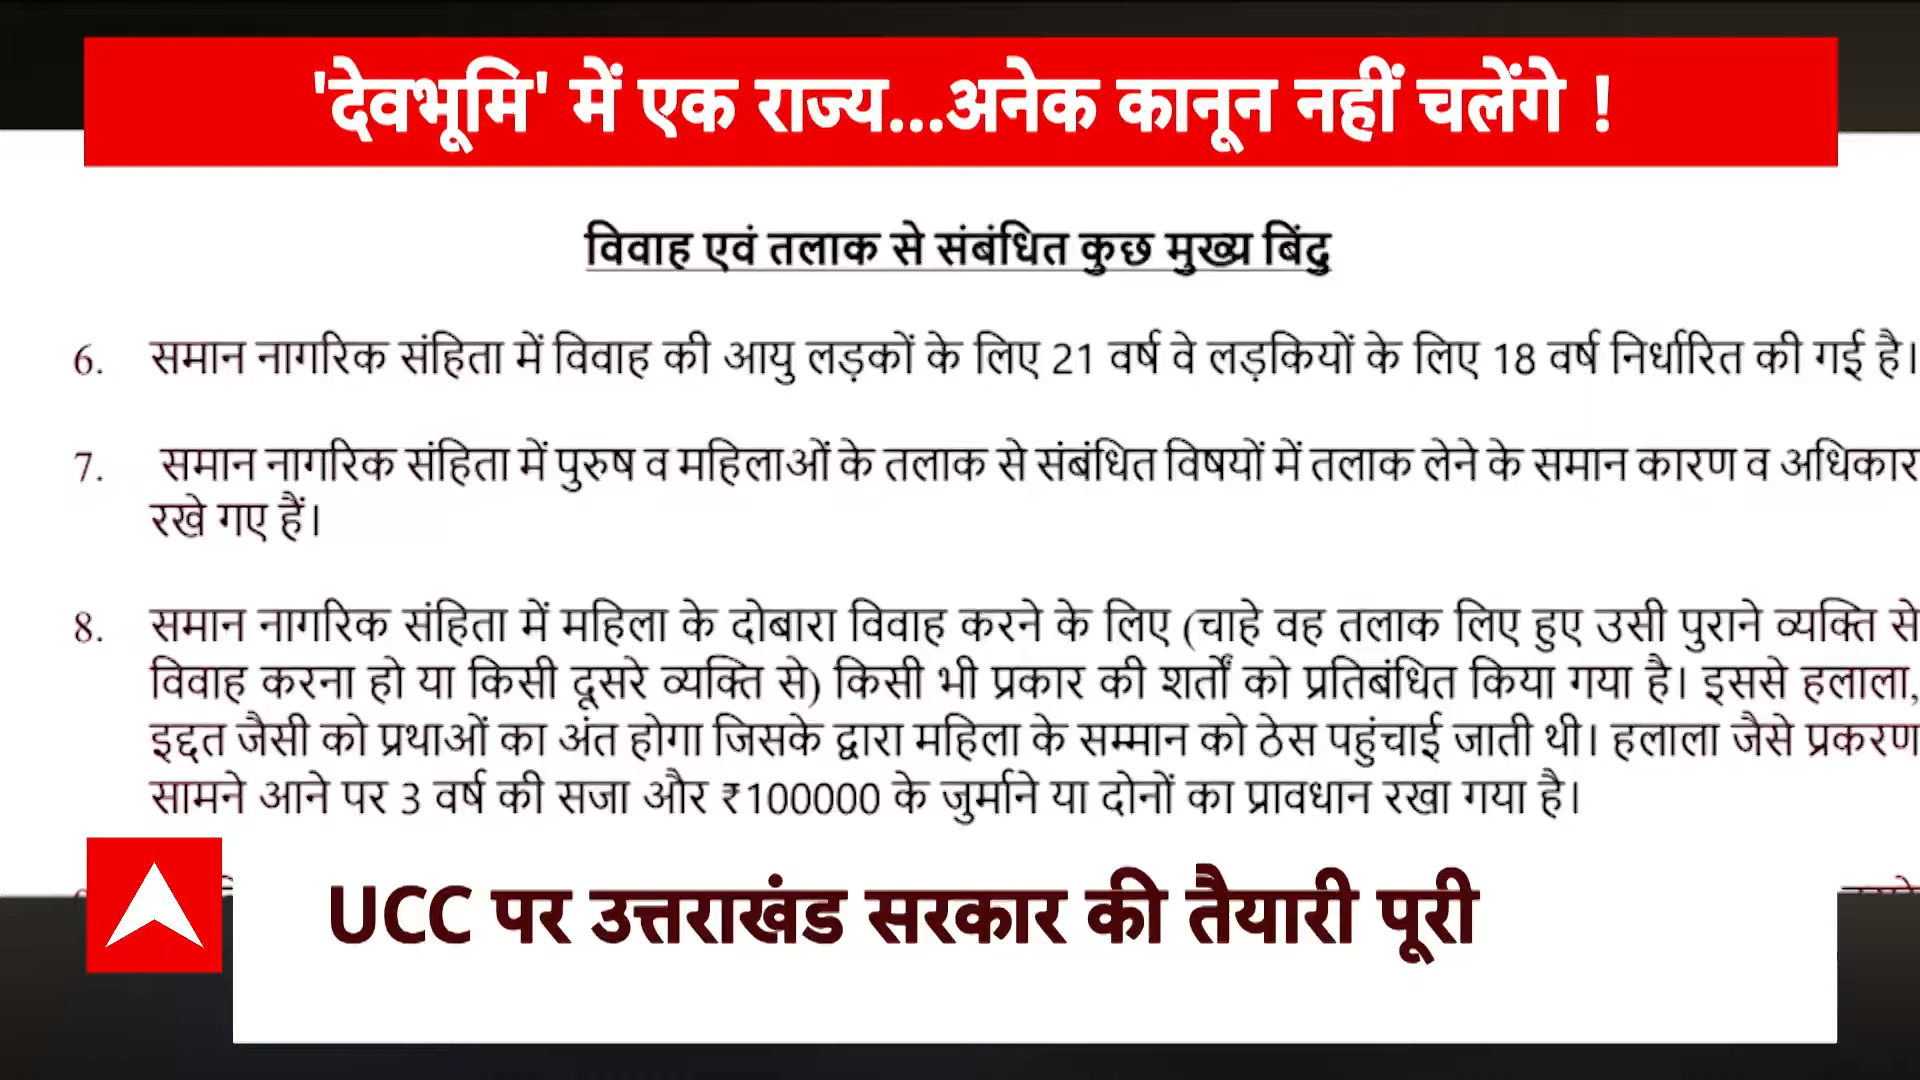 'देवभूमि' में एक राज्य...अनेक कानून नहीं चलेंगे !
विवाह एवं तलाक से संबंधित कुछ मुख्य बिंदु
6. समान नागरिक संहिता में विवाह की आयु लड़कों के लिए 21 वर्ष वे लड़कियों के लिए 18 वर्ष निर्धारित की गई है।
7. समान नागरिक संहिता में पुरुष व महिलाओं के तलाक से संबंधित विषयों में तलाक लेने के समान कारण व अधिकार
रखे गए हैं।
8. समान नागरिक संहिता में महिला के दोबारा विवाह करने के लिए (चाहे वह तलाक लिए हुए उसी पुराने व्यक्ति से
विवाह करना हो या किसी दूसरे व्यक्ति से) किसी भी प्रकार की शर्तों को प्रतिबंधित किया गया है। इससे हलाला,
इद्दत जैसी को प्रथाओं का अंत होगा जिसके द्वारा महिला के सम्मान को ठेस पहुंचाई जाती थी। हलाला जैसे प्रकरण
सामने आने पर 3 वर्ष की सजा और ₹100000 के जुर्माने या दोनों का प्रावधान रखा गया है।
UCC पर उत्तराखंड सरकार की तैयारी पूरी